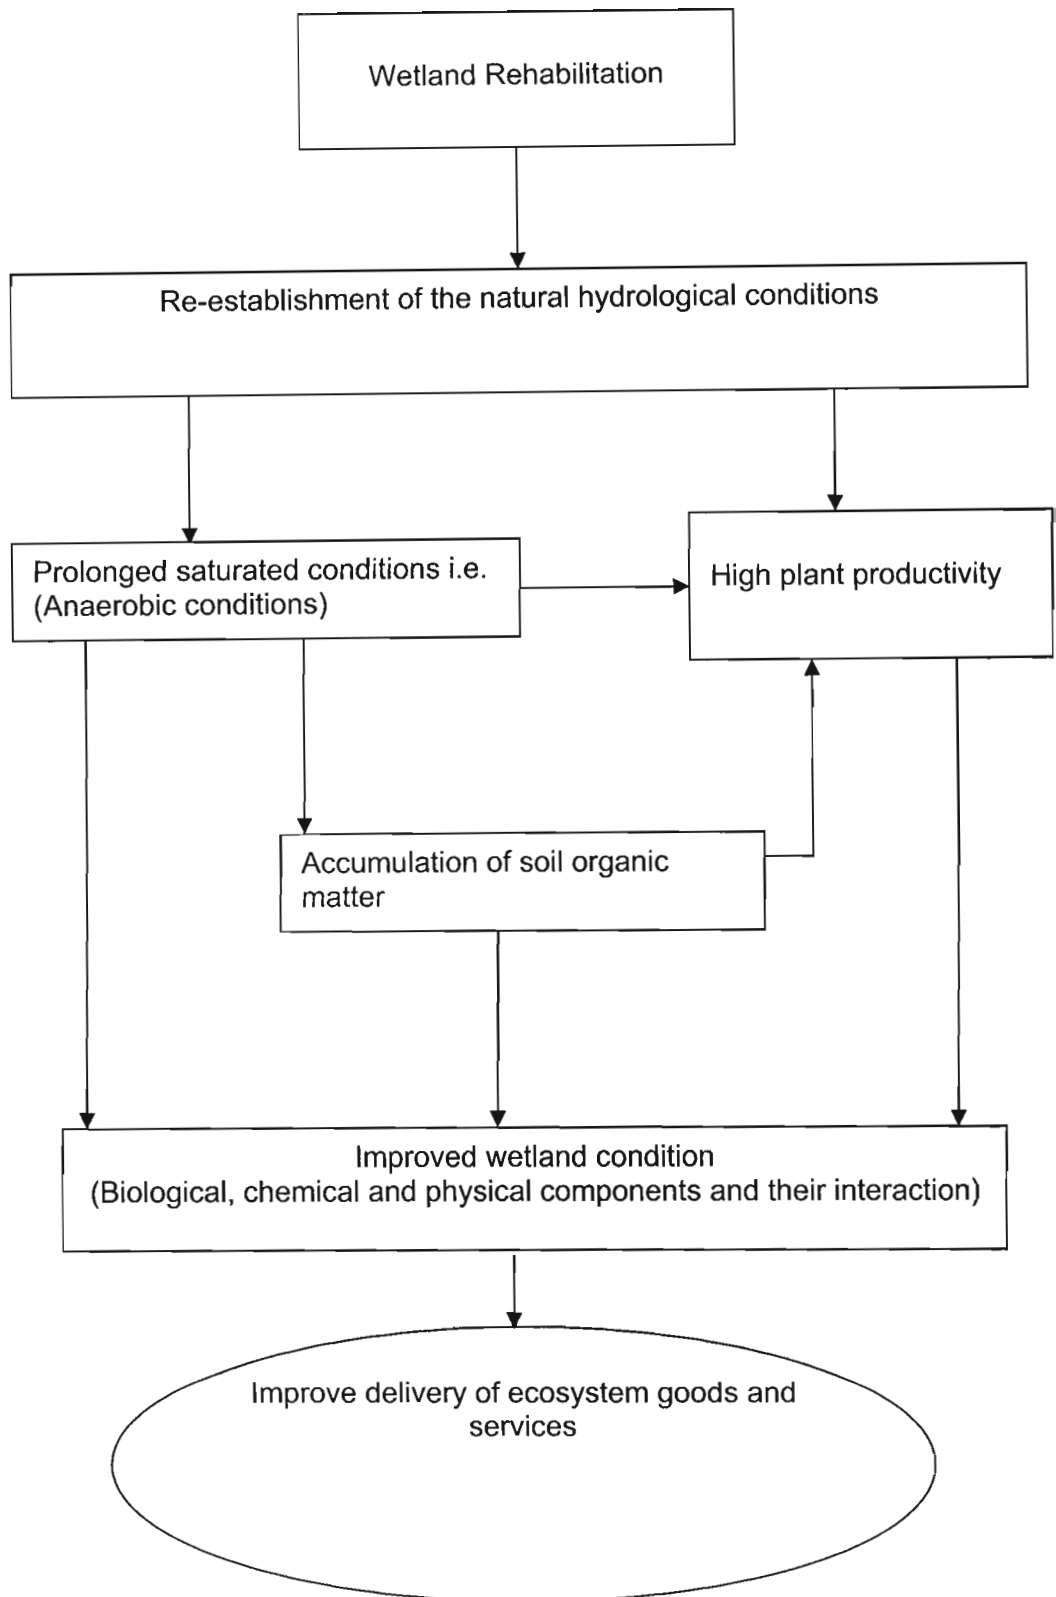 Wetland Rehabilitation
Re-establishment of the natural hydrological conditions
Prolonged saturated conditions i.e.
(Anaerobic conditions)
High plant productivity
Accumulation of soil organic
matter
Improved wetland condition
(Biological, chemical and physical components and their interaction)
Improve delivery of ecosystem goods and
services